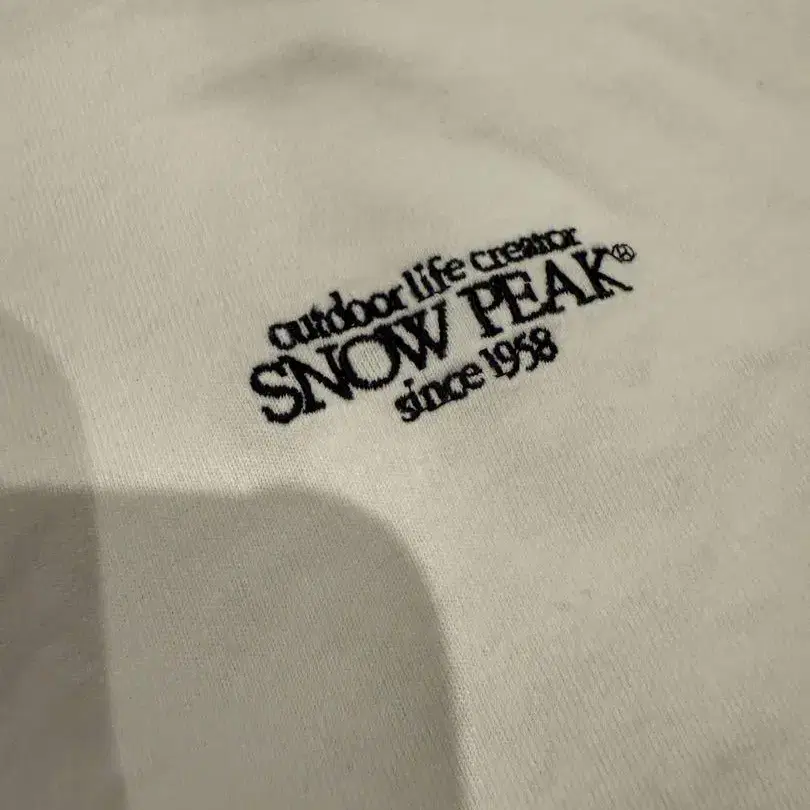 outdoor life creator
SNOW PEAK®
since 1958